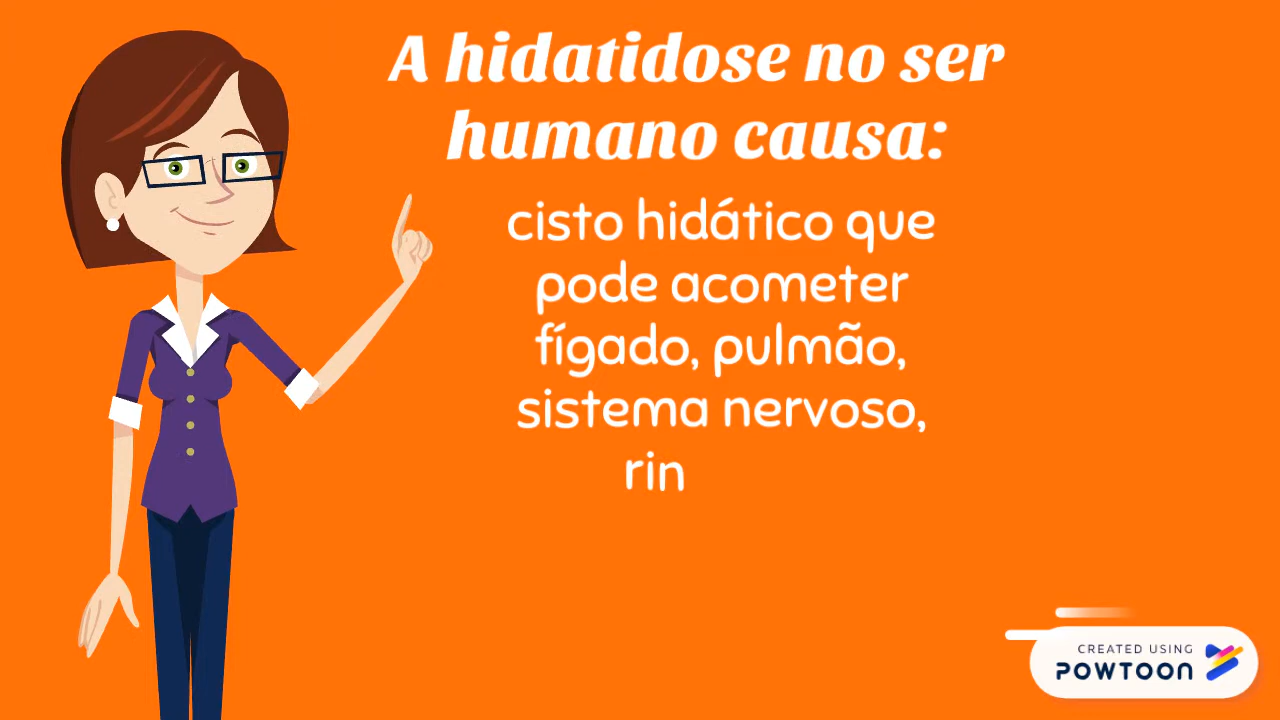 A hidatidose no ser
humano causa:
cisto hidático que
pode acometer
fígado, pulmão,
sistema nervoso,
rin
CREATED USING
POWTOON